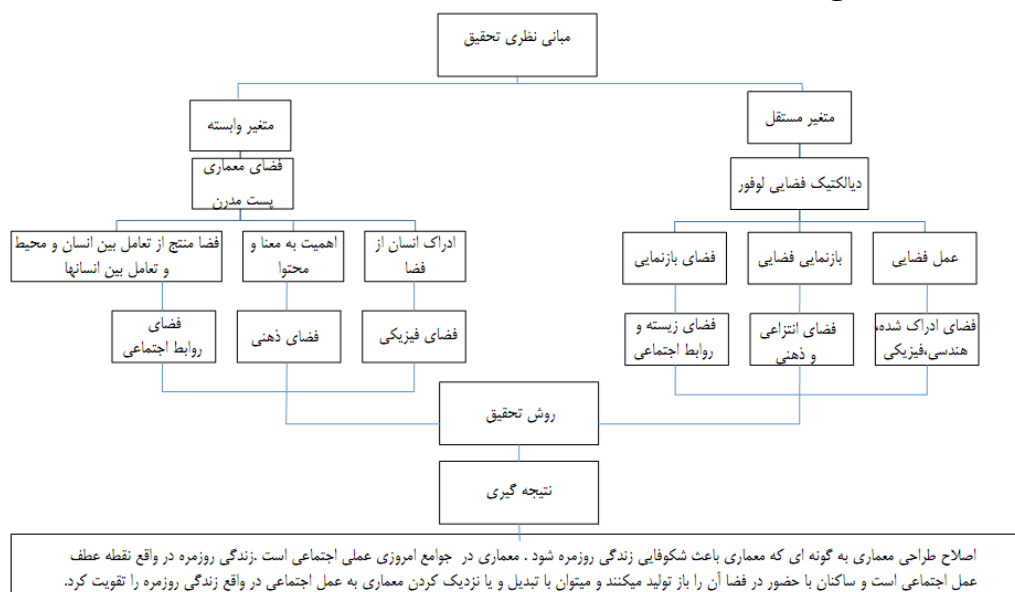 مبانی نظری تحقیق
متغیر مستقل
متغیر وابسته
دیالکتیک فضایی لوفور
فضای معماری
پست مدرن
عمل فضایی
بازنمایی فضایی
فضای بازنمایی
ادراک انسان از
فضا
اهمیت به معنا و
محتوا
فضا منتج از تعامل بین انسان و محیط
و تعامل بین انسانها
فضای ادراک شده،
هندسی،فیزیکی
فضای انتزاعی
و ذهنی
فضای زیسته و
روابط اجتماعی
فضای فیزیکی
فضای ذهنی
فضای
روابط اجتماعی
روش تحقیق
نتیجه گیری
اصلاح طراحی معماری به گونه ای که معماری باعث شکوفایی زندگی روزمره شود . معماری در جوامع امروزی عملی اجتماعی است .زندگی روزمره در واقع نقطه عطف
عمل اجتماعی است و ساکنان با حضور در فضا آن را باز تولید میکنند و میتوان با تبدیل و یا نزدیک کردن معماری به عمل اجتماعی در واقع زندگی روزمره را تقویت کرد.